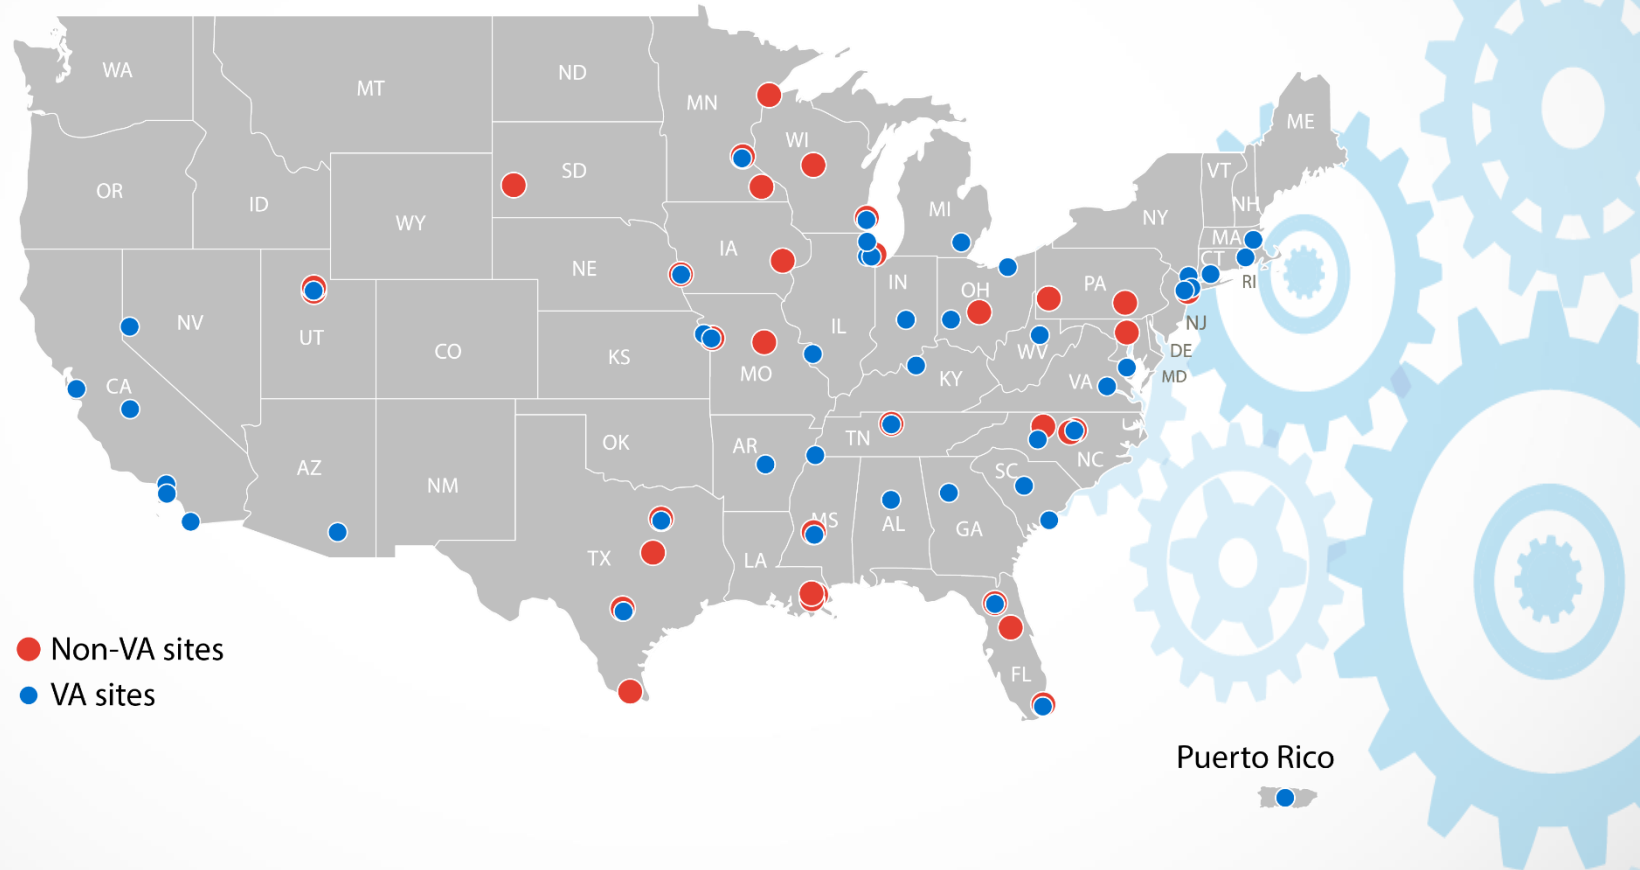 WA
MT
ND
MN
ME
OR
ID
WY
SD
WI
MI
NY
VT
NH
MA
CT
RI
NE
IA
IL
IN
OH
PA
NJ
DE
MD
NV
UT
CO
KS
MO
KY
WV
VA
CA
AZ
NM
OK
AR
TN
NC
SC
TX
LA
MS
AL
GA
FL
Non-VA sites
VA sites
Puerto Rico